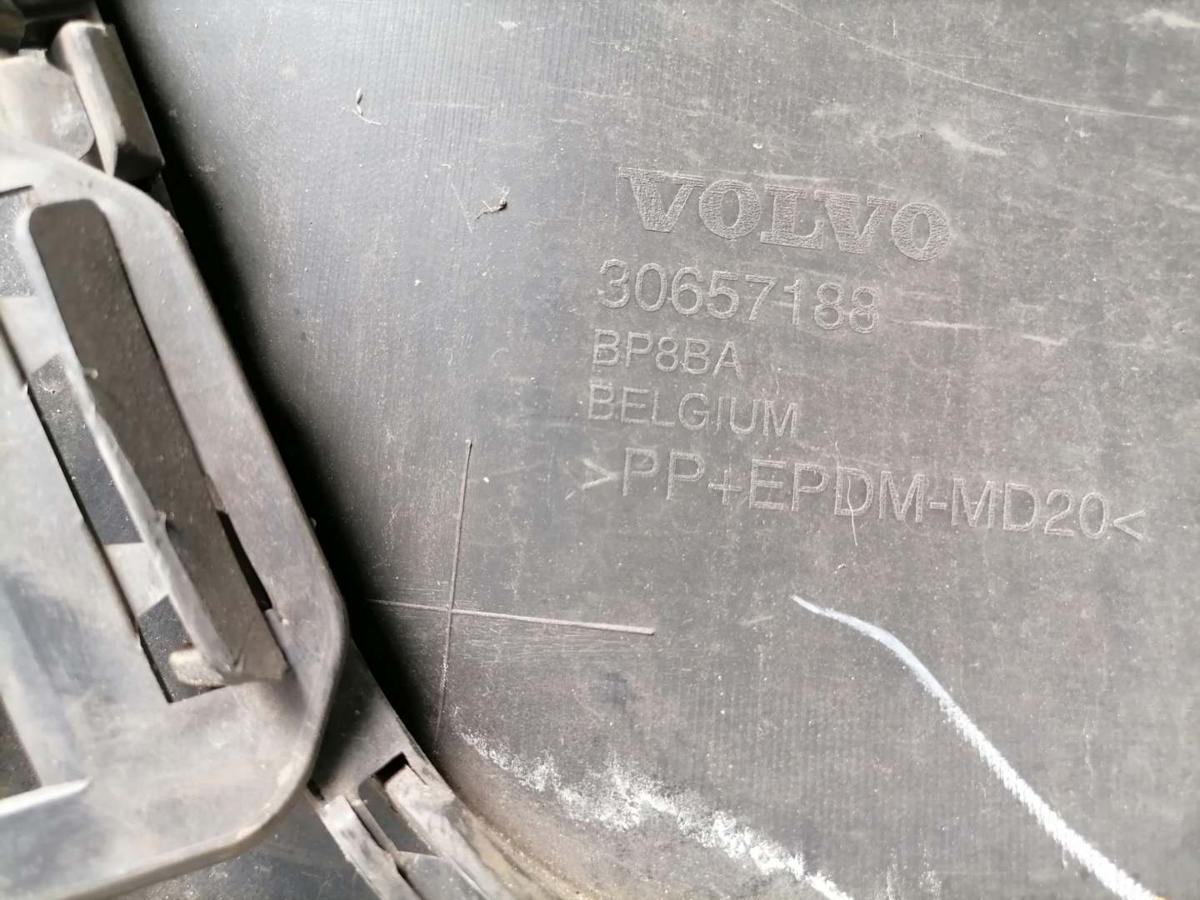 VOLVO
30657188
BP8BA
BELGIUM
>PP+EPDM-MD20<